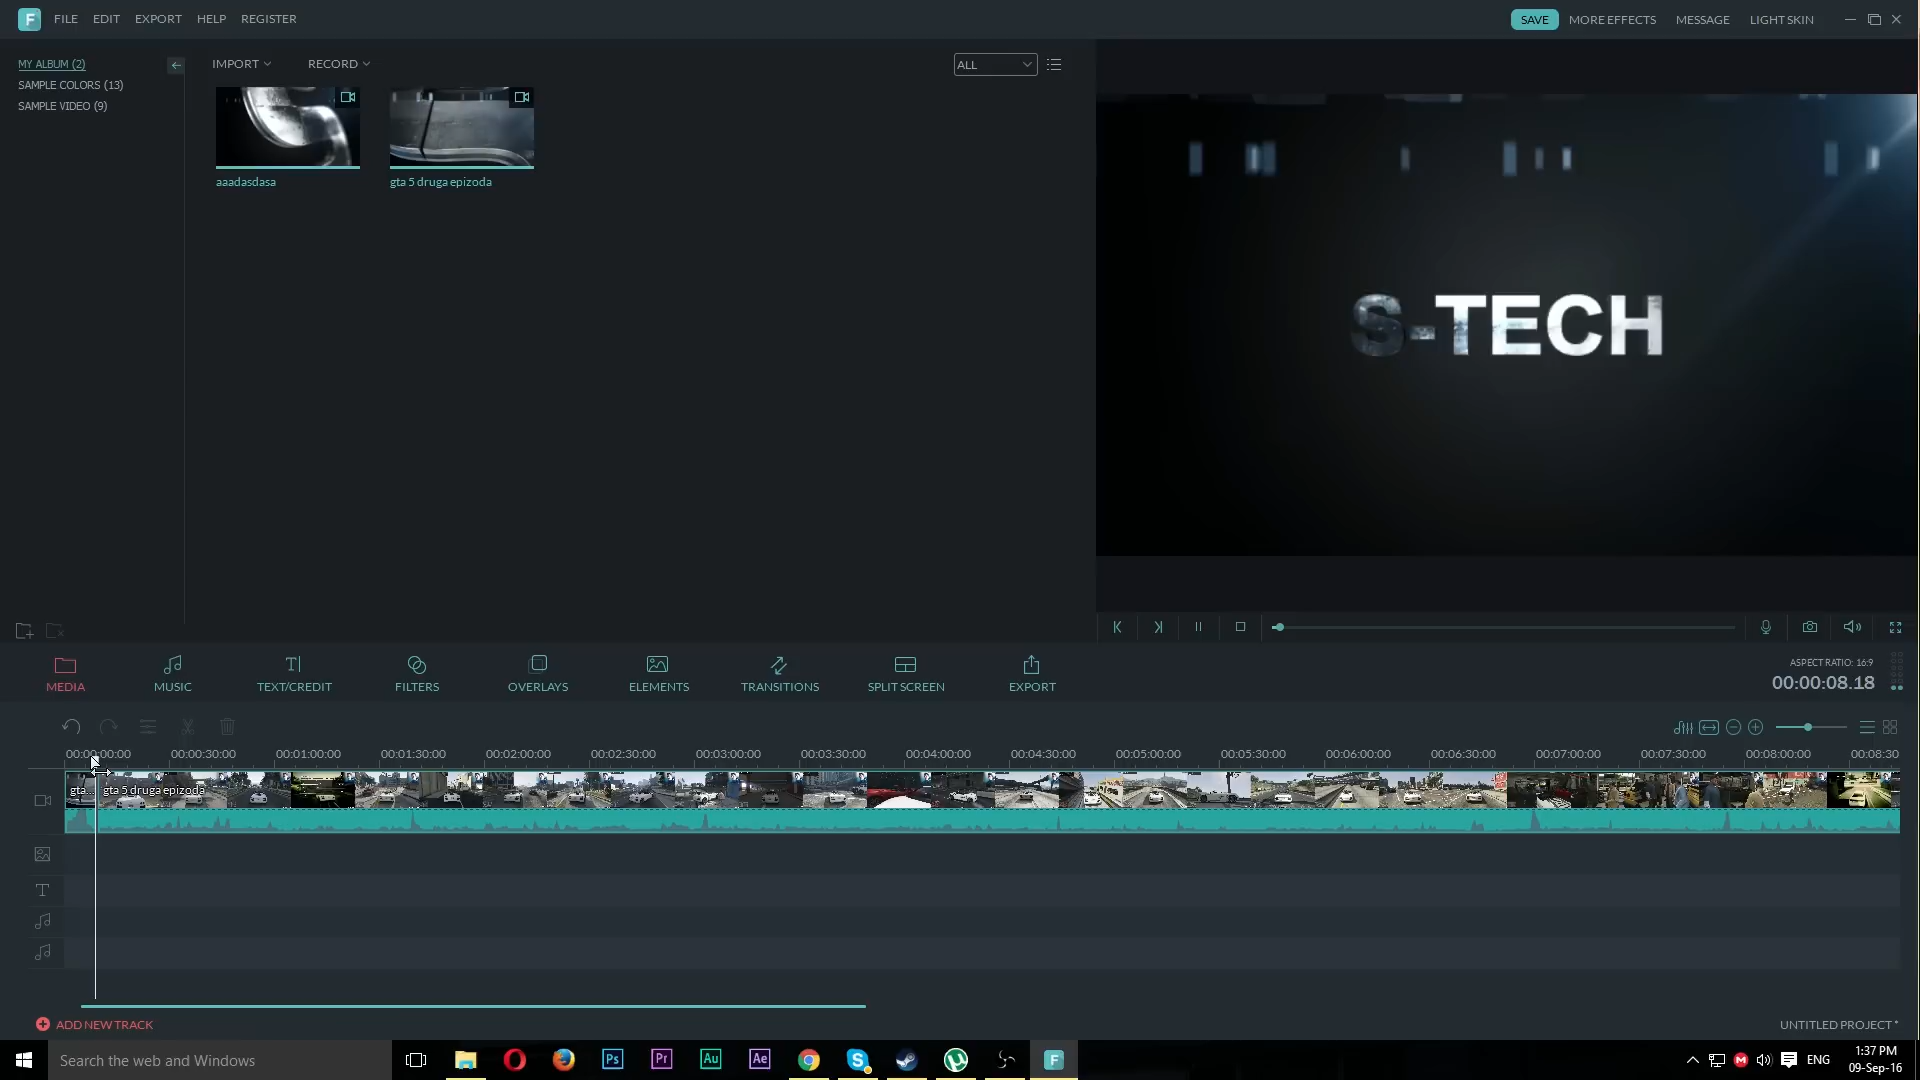 F FILE EDIT EXPORT HELP REGISTER SAVE MORE EFFECTS MESSAGE LIGHT SKIN
MY ALBUM (2)
SAMPLE COLORS (13)
SAMPLE VIDEO (9)
IMPORT RECORD ALL
aaadasdasa gta 5 druga epizoda
S-TECH
MEDIA MUSIC TEXT/CREDIT FILTERS OVERLAYS ELEMENTS TRANSITIONS SPLIT SCREEN EXPORT
ASPECT RATIO: 16:9
00:00:08.18
00:00:00:00 00:00:30:00 00:01:00:00 00:01:30:00 00:02:00:00 00:02:30:00 00:03:00:00 00:03:30:00 00:04:00:00 00:04:30:00 00:05:00:00 00:05:30:00 00:06:00:00 00:06:30:00 00:07:00:00 00:07:30:00 00:08:00:00 00:08:30
gta... gta 5 druga epizoda
T
ADD NEW TRACK UNTITLED PROJECT *
Search the web and Windows Ps Pr Au Ae F ENG
1:37 PM
09-Sep-16